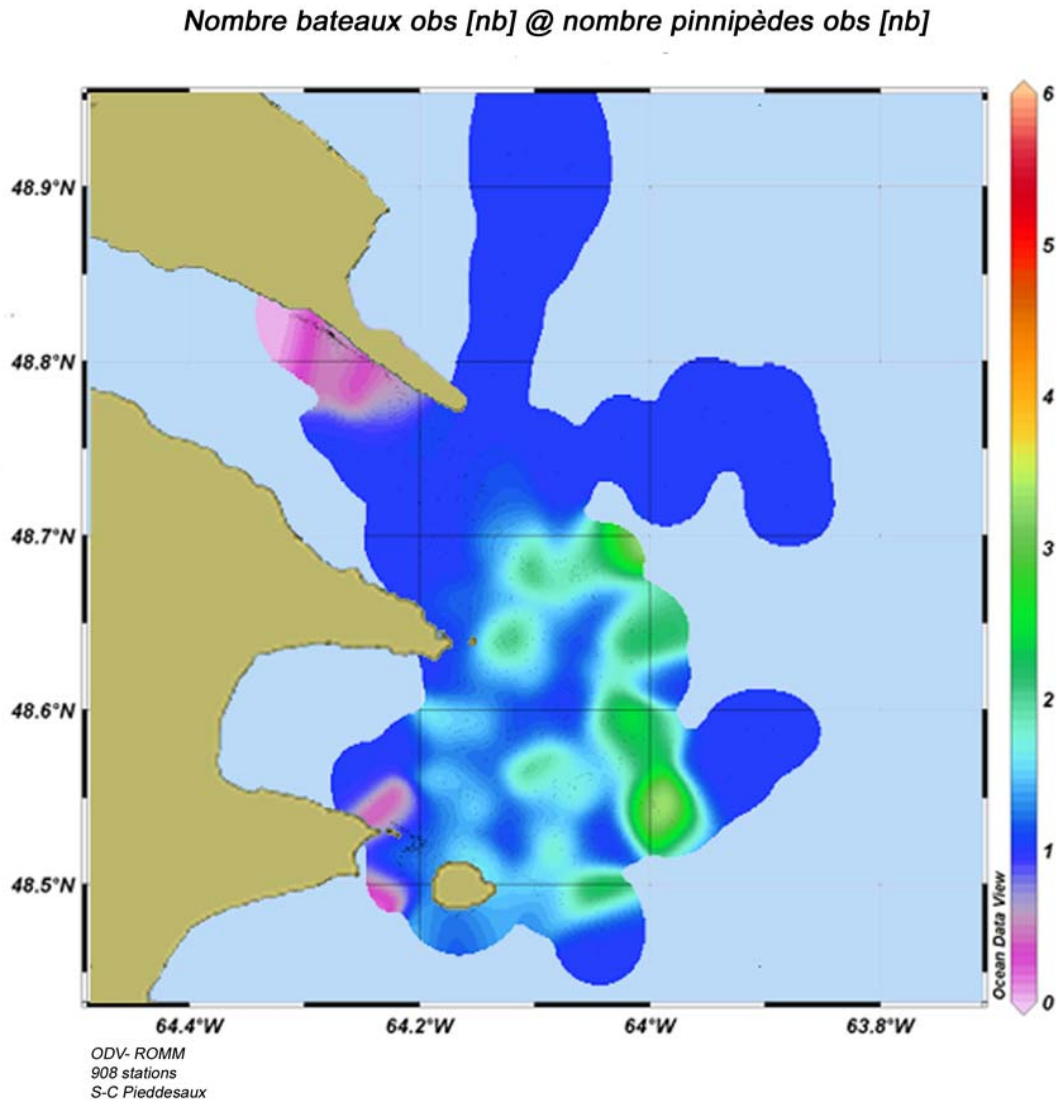 Nombre bateaux obs [nb] @ nombre pinnipèdes obs [nb]
6
48.9°N
5
48.8°N
4
48.7°N
3
2
48.6°N
1
48.5°N
Ocean Data View
0
64.4°W 64.2°W 64°W 63.8°W
ODV- ROMM
908 stations
S-C Pieddesaux